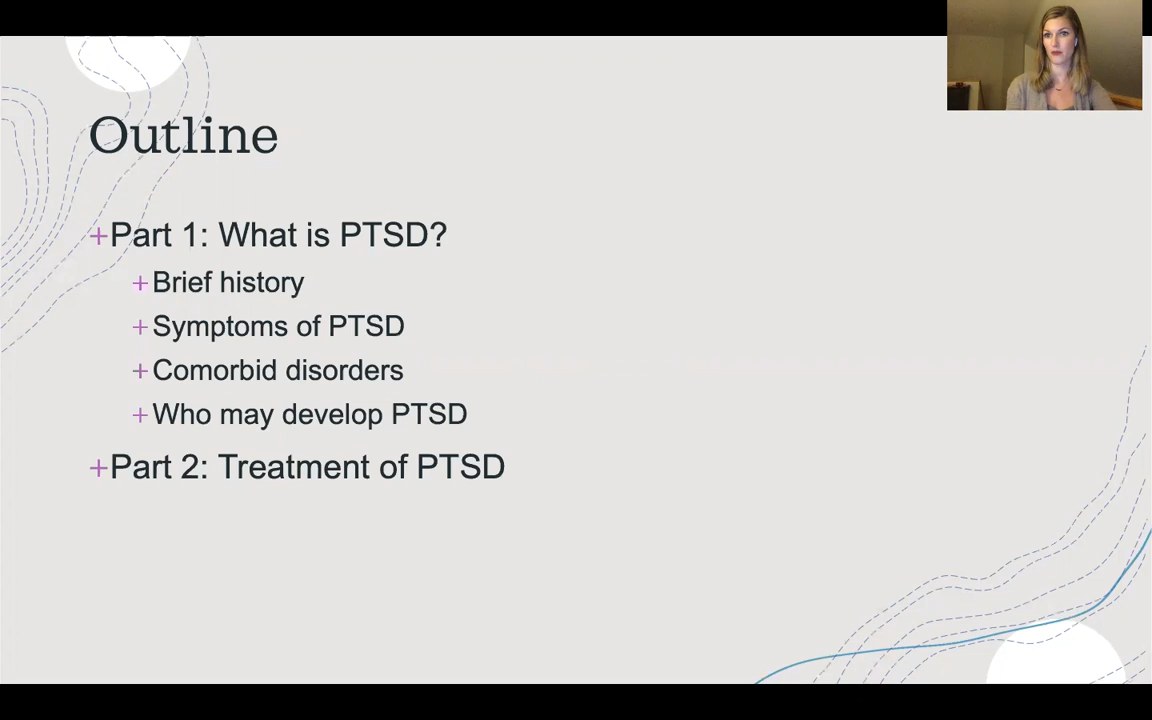 Outline
+Part 1: What is PTSD?
+Brief history
+Symptoms of PTSD
+Comorbid disorders
+Who may develop PTSD
+Part 2: Treatment of PTSD